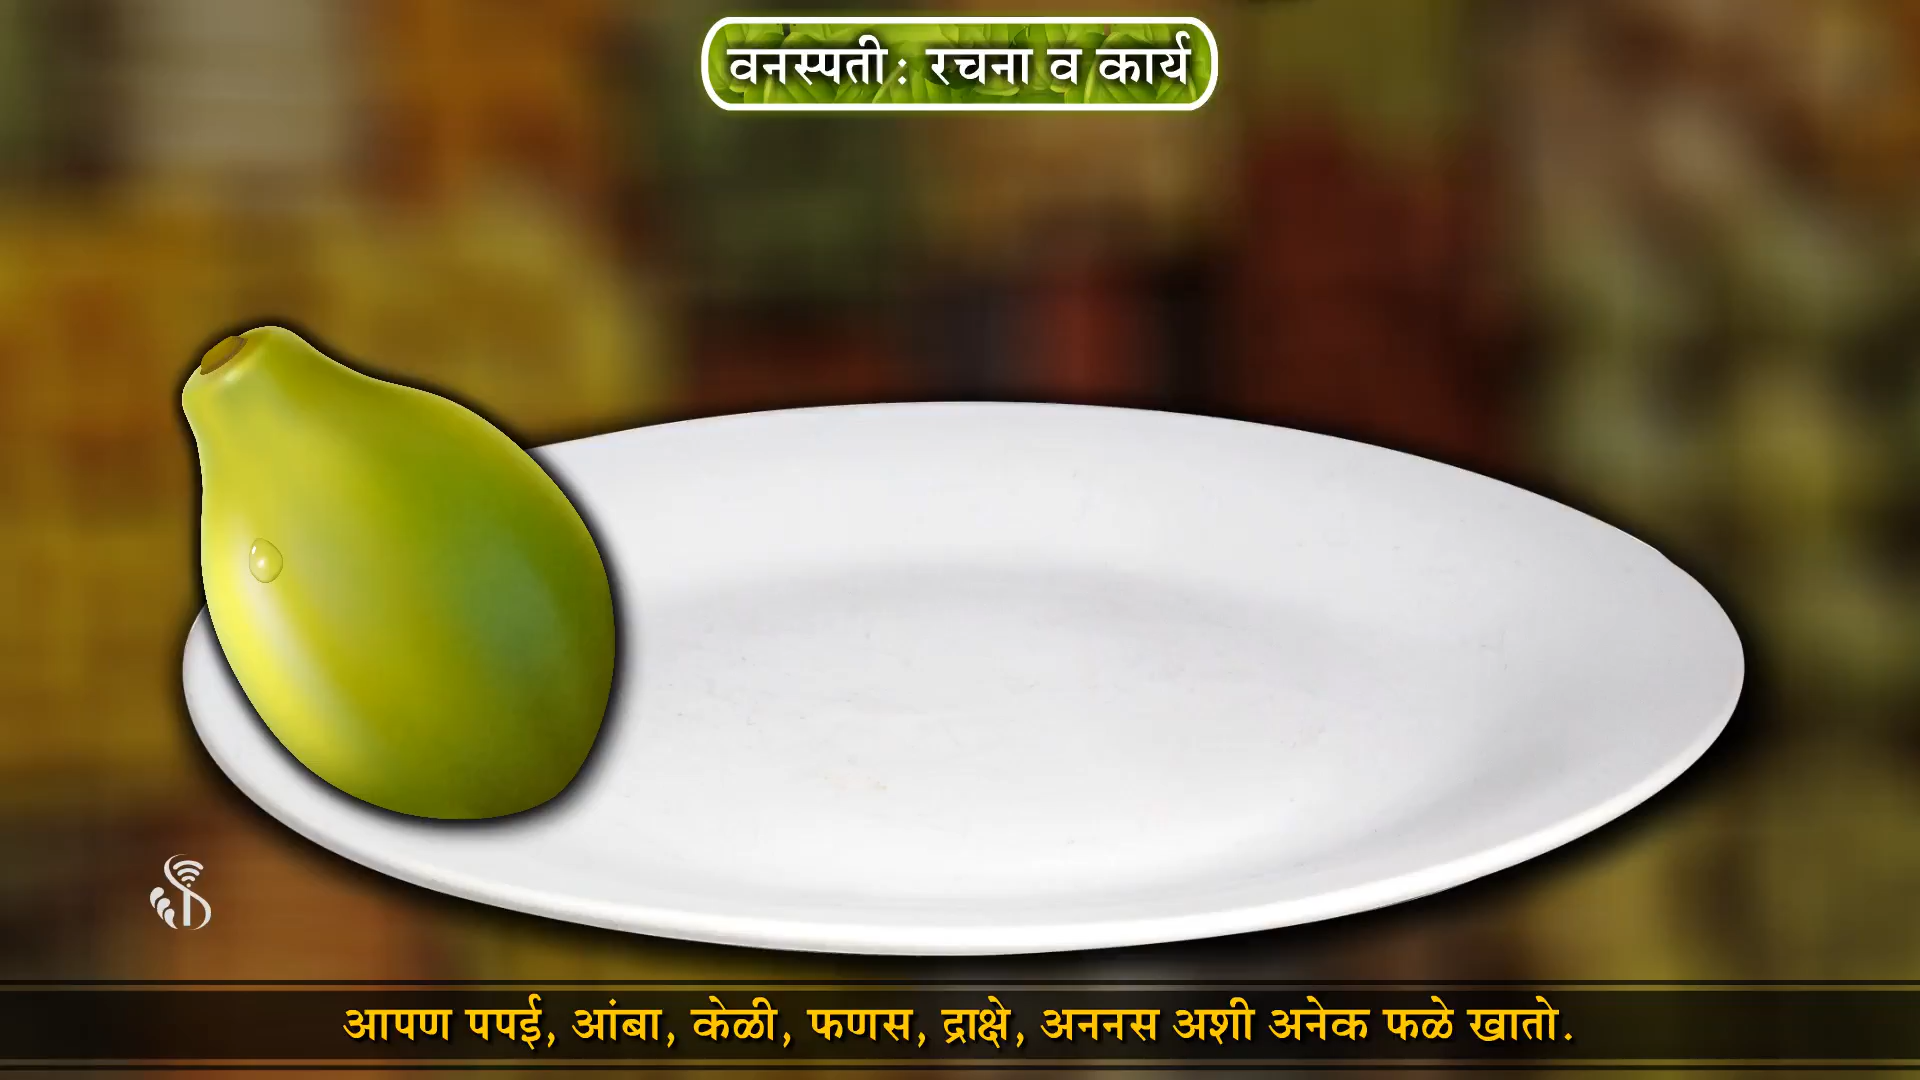 वनस्पती: रचना व कार्य
आपण पपई, आंबा, केळी, फणस, द्राक्षे, अननस अशी अनेक फळे खातो.